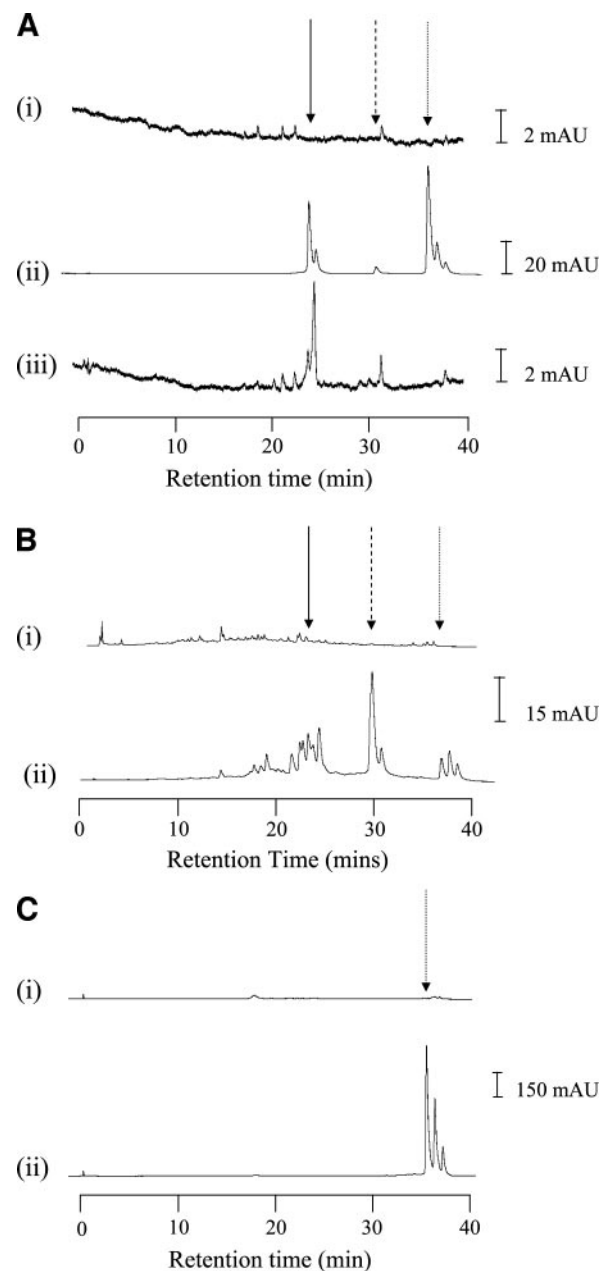 A
(i)
2 mAU
(ii)
20 mAU
(iii)
2 mAU
0 10 20 30 40
Retention time (min)
B
(i)
15 mAU
(ii)
0 10 20 30 40
Retention Time (mins)
C
(i)
150 mAU
(ii)
0 10 20 30 40
Retention time (min)